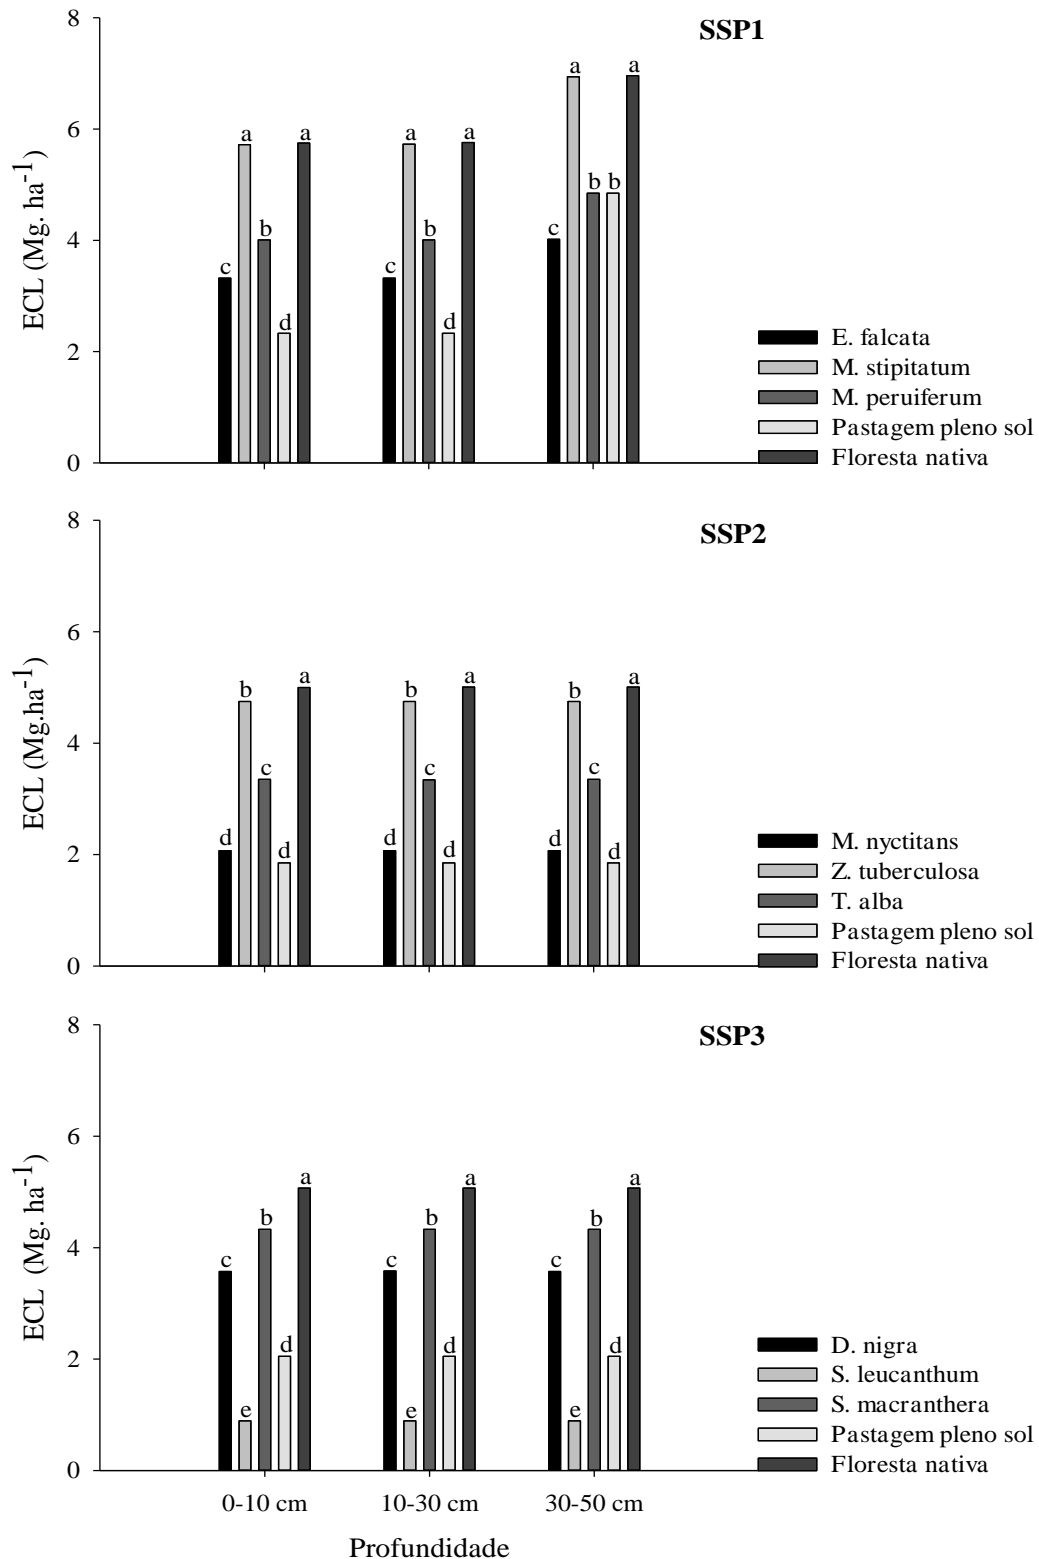 SSP1
ECL (Mg. ha-1)
8
6
4
2
0
a a
a a
a a
b b
b
b
c
c
c
d
d
E. falcata
M. stipitatum
M. peruiferum
Pastagem pleno sol
Floresta nativa
SSP2
ECL (Mg.ha-1)
8
6
4
2
0
d b c d a
d b c d a
d b c d a
M. nyctitans
Z. tuberculosa
T. alba
Pastagem pleno sol
Floresta nativa
SSP3
ECL (Mg. ha-1)
8
6
4
2
0
c e b d a
c e b d a
c e b d a
D. nigra
S. leucanthum
S. macranthera
Pastagem pleno sol
Floresta nativa
0-10 cm 10-30 cm 30-50 cm
Profundidade